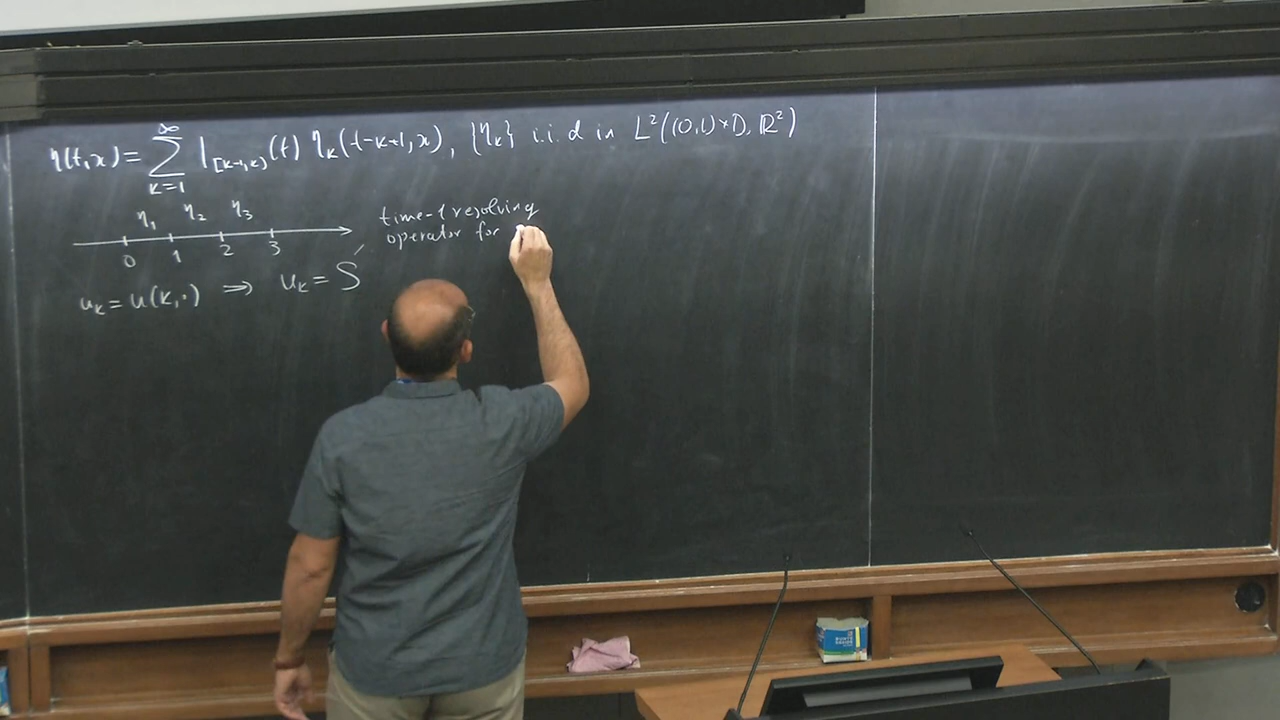 η(t,x) = ∑_{k=1}^{∞} 1_{[k-1,k)}(t) η_k(t-k+1,x), {η_k} i.i.d in L²((0,1)×D, ℝ²)
η₁ η₂ η₃
0 1 2 3
time-1 resolving
operator for
u_k = u(k,·) ⇒ u_k = S